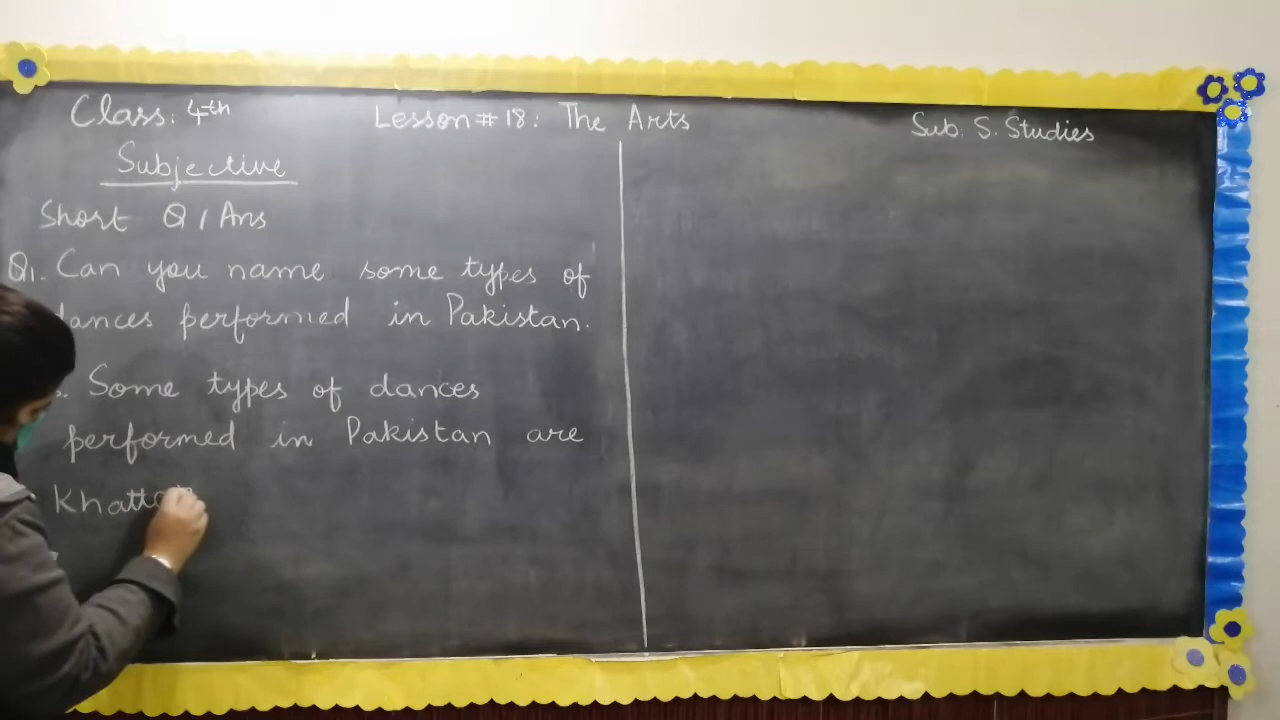 Class: 4th
Lesson # 18: The Arts
Sub: S. Studies
Subjective
Short Q / Ans
Q1. Can you name some types of
dances performed in Pakistan.
Some types of dances
performed in Pakistan are